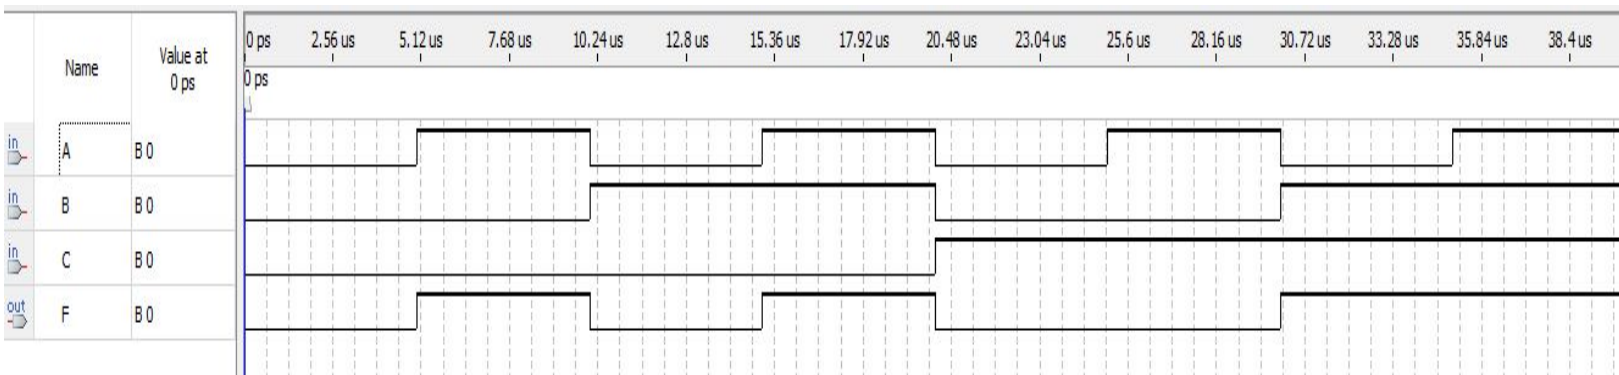 Name
Value at
0 ps
0 ps 2.56 us 5.12 us 7.68 us 10.24 us 12.8 us 15.36 us 17.92 us 20.48 us 23.04 us 25.6 us 28.16 us 30.72 us 33.28 us 35.84 us 38.4 us
0 ps
in A B 0
in B B 0
in C B 0
out F B 0